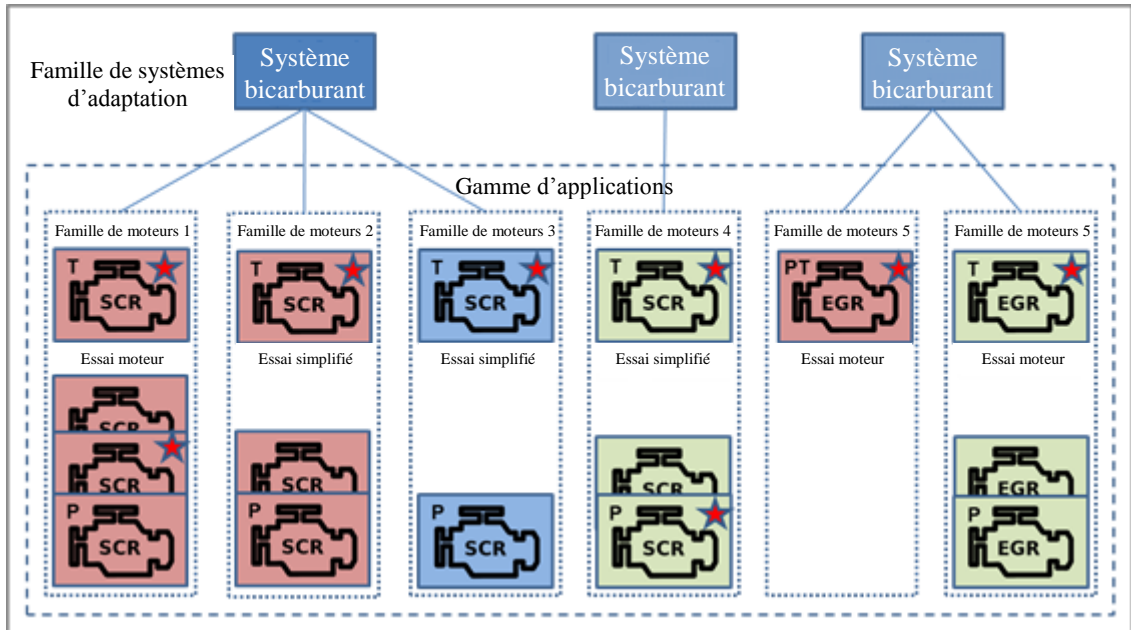 Famille de systèmes
d'adaptation
Système
bicarburant
Système
bicarburant
Système
bicarburant
Gamme d'applications
Famille de moteurs 1
Famille de moteurs 2
Famille de moteurs 3
Famille de moteurs 4
Famille de moteurs 5
Famille de moteurs 5
T
SCR
T
SCR
T
SCR
T
SCR
PT
EGR
T
EGR
Essai moteur
Essai simplifié
Essai simplifié
Essai simplifié
Essai moteur
Essai moteur
SCR
SCR
SCR
SCR
EGR
P
SCR
P
SCR
P
SCR
P
SCR
P
EGR